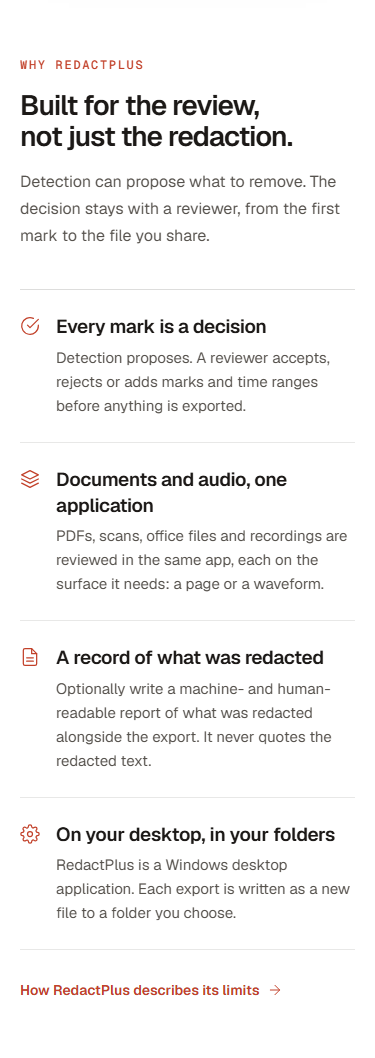 WHY REDACTPLUS
Built for the review,
not just the redaction.
Detection can propose what to remove. The
decision stays with a reviewer, from the first
mark to the file you share.
Every mark is a decision
Detection proposes. A reviewer accepts,
rejects or adds marks and time ranges
before anything is exported.
Documents and audio, one
application
PDFs, scans, office files and recordings are
reviewed in the same app, each on the
surface it needs: a page or a waveform.
A record of what was redacted
Optionally write a machine- and human-
readable report of what was redacted
alongside the export. It never quotes the
redacted text.
On your desktop, in your folders
RedactPlus is a Windows desktop
application. Each export is written as a new
file to a folder you choose.
How RedactPlus describes its limits →